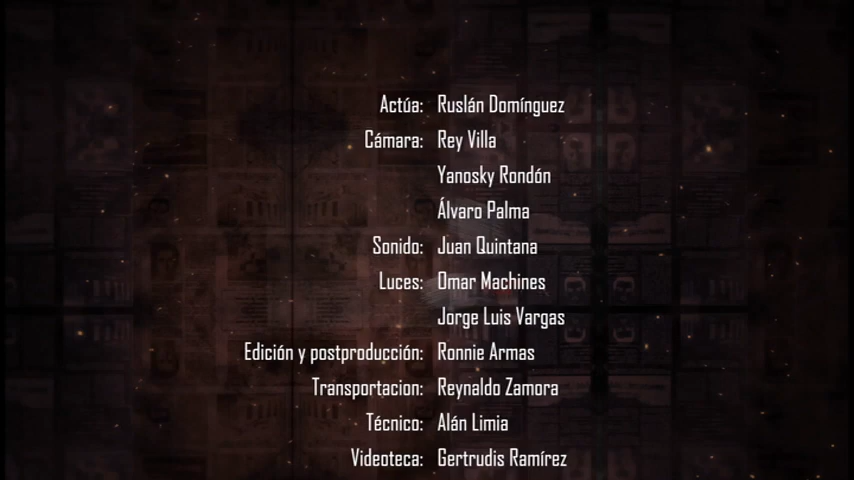 Actúa: Ruslán Domínguez
Cámara: Rey Villa
Yanosky Rondón
Álvaro Palma
Sonido: Juan Quintana
Luces: Omar Machines
Jorge Luis Vargas
Edición y postproducción: Ronnie Armas
Transportacion: Reynaldo Zamora
Técnico: Alán Limia
Videoteca: Gertrudis Ramírez